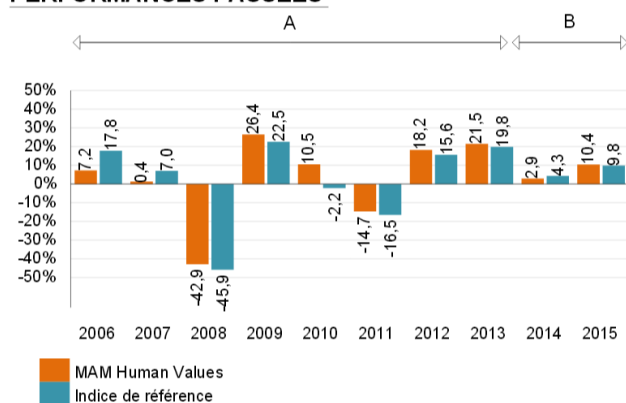 PERFORMANCES PASSÉES
A B
50%
40%
30%
20%
10%
0%
-10%
-20%
-30%
-40%
-50%
7,2 17,8 0,4 7,0 -42,9 -45,9 26,4 22,5 10,5 -2,2 -14,7 -16,5 18,2 15,6 21,5 19,8 2,9 4,3 10,4 9,8
2006 2007 2008 2009 2010 2011 2012 2013 2014 2015
MAM Human Values
Indice de référence